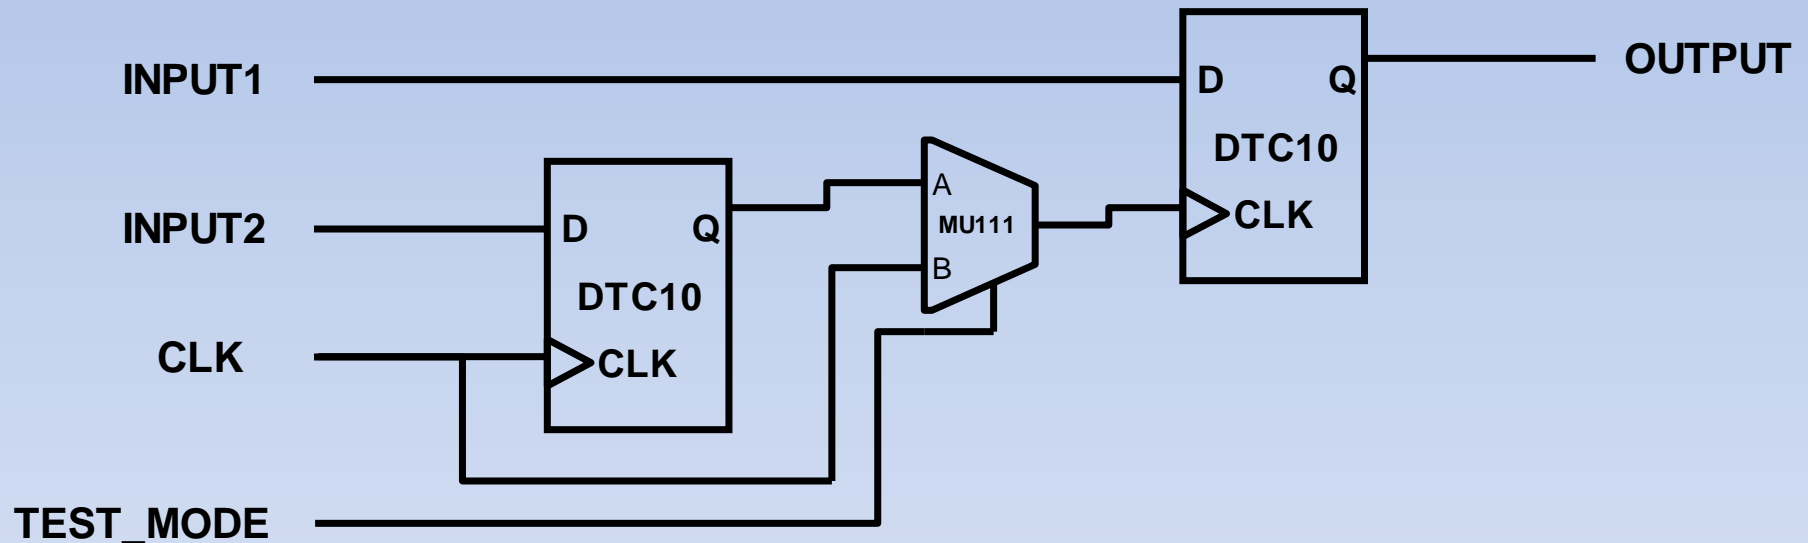 INPUT1
D
Q
OUTPUT
DTC10
CLK
INPUT2
D
Q
DTC10
CLK
A
MU111
B
CLK
TEST_MODE